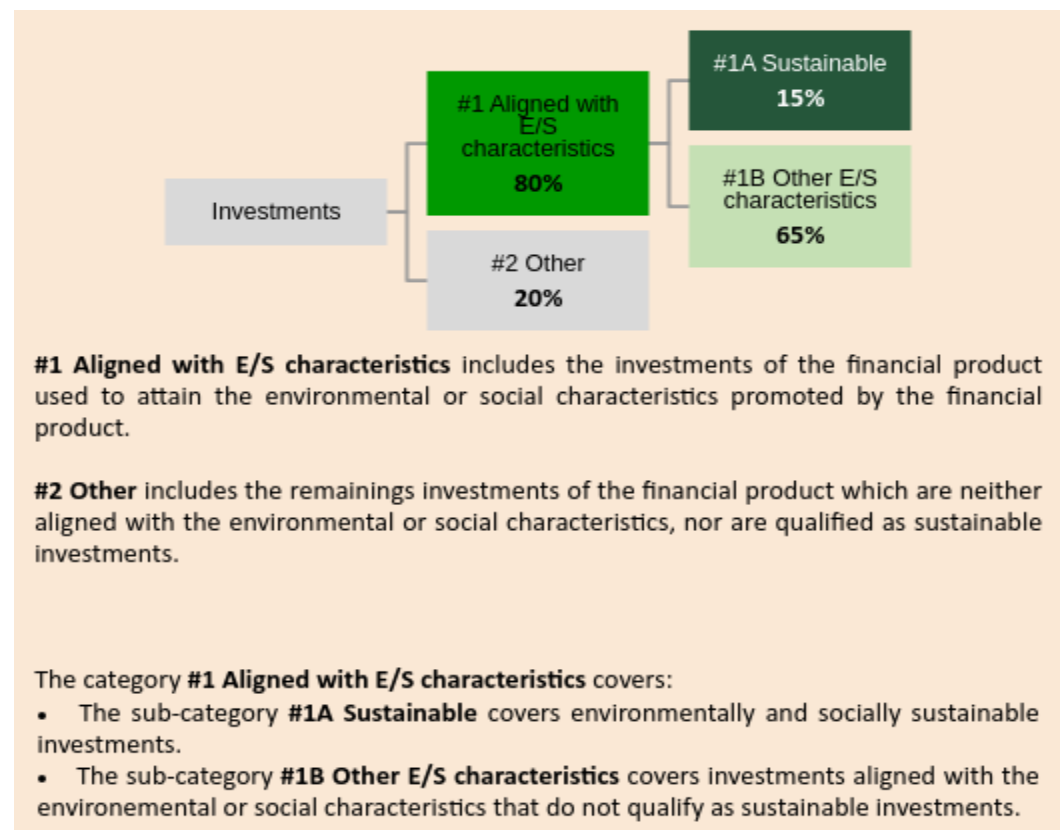 #1A Sustainable
15%
#1 Aligned with
E/S
characteristics
80%
#1B Other E/S
characteristics
65%
Investments
#2 Other
20%
#1 Aligned with E/S characteristics includes the investments of the financial product
used to attain the environmental or social characteristics promoted by the financial
product.
#2 Other includes the remainings investments of the financial product which are neither
aligned with the environmental or social characteristics, nor are qualified as sustainable
investments.
The category #1 Aligned with E/S characteristics covers:
• The sub-category #1A Sustainable covers environmentally and socially sustainable
investments.
• The sub-category #1B Other E/S characteristics covers investments aligned with the
environemental or social characteristics that do not qualify as sustainable investments.